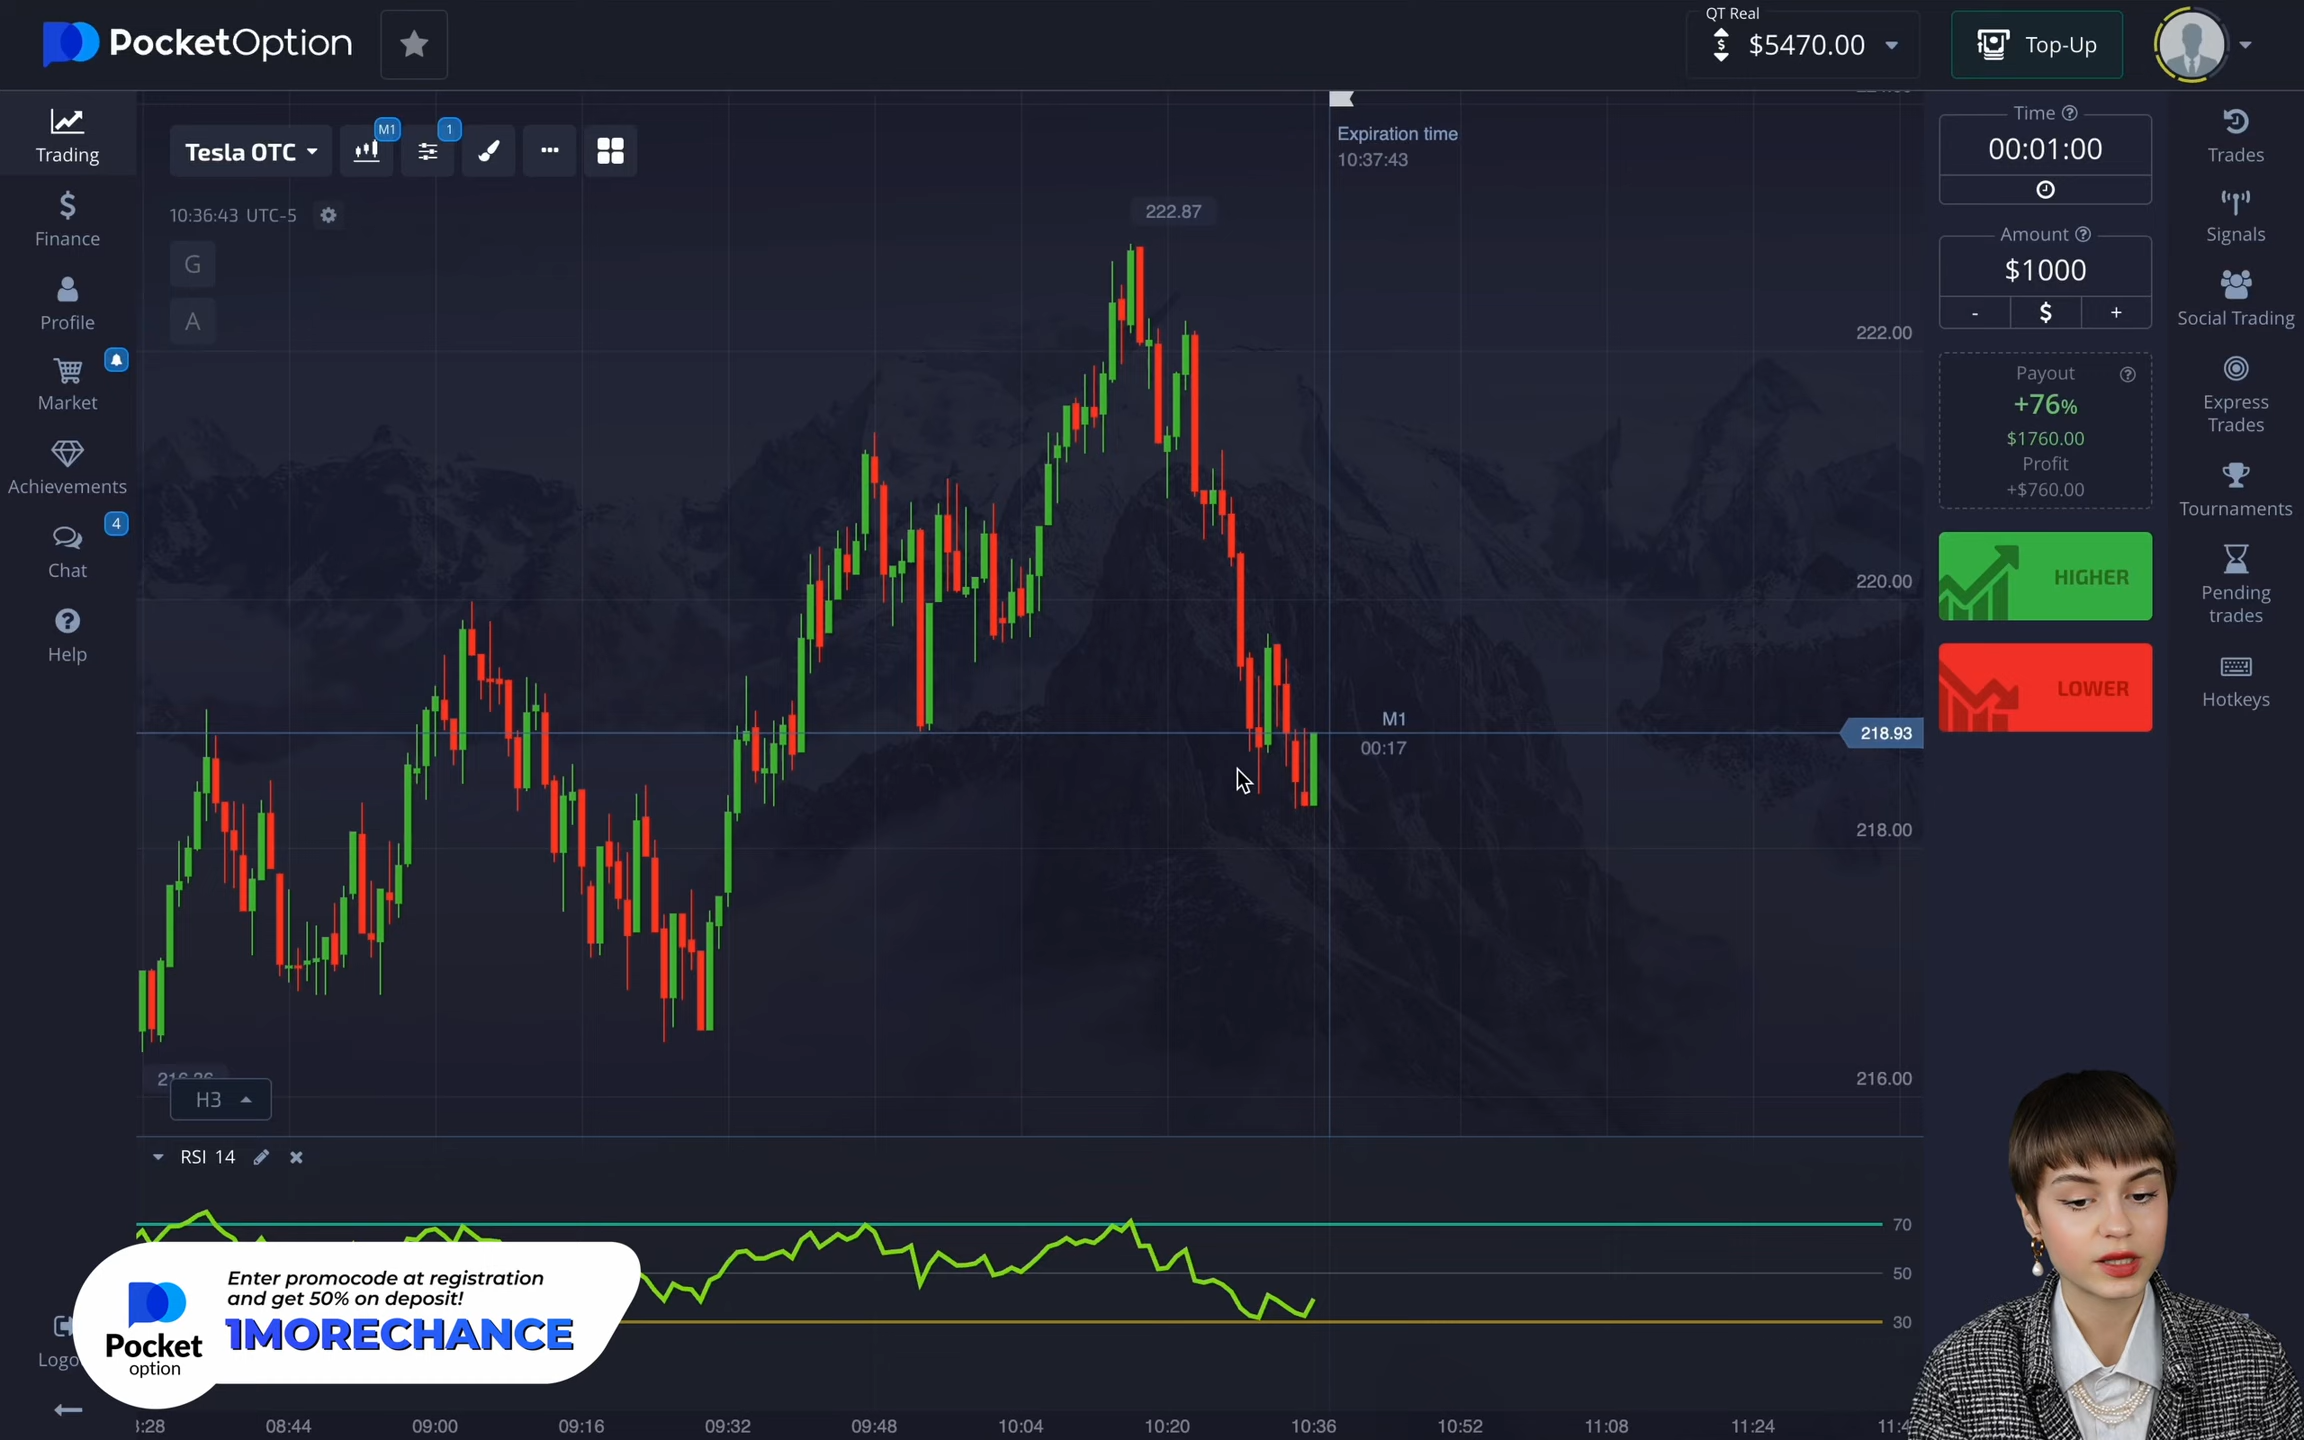 PocketOption
QT Real
$5470.00
Top-Up
Trading
Finance
Profile
Market
Achievements
4
Chat
Help
Tesla OTC
M1
1
10:36:43 UTC-5
G
A
Expiration time
10:37:43
222.87
222.00
220.00
218.93
218.00
216.00
M1
00:17
H3
RSI 14
70
50
30
:28 08:44 09:00 09:16 09:32 09:48 10:04 10:20 10:36 10:52 11:08 11:24
Time
00:01:00
Amount
$1000
- $ +
Payout
+76%
$1760.00
Profit
+$760.00
HIGHER
LOWER
Trades
Signals
Social Trading
Express
Trades
Tournaments
Pending
trades
Hotkeys
Enter promocode at registration
and get 50% on deposit!
1MORECHANCE
Pocket
option
Logo